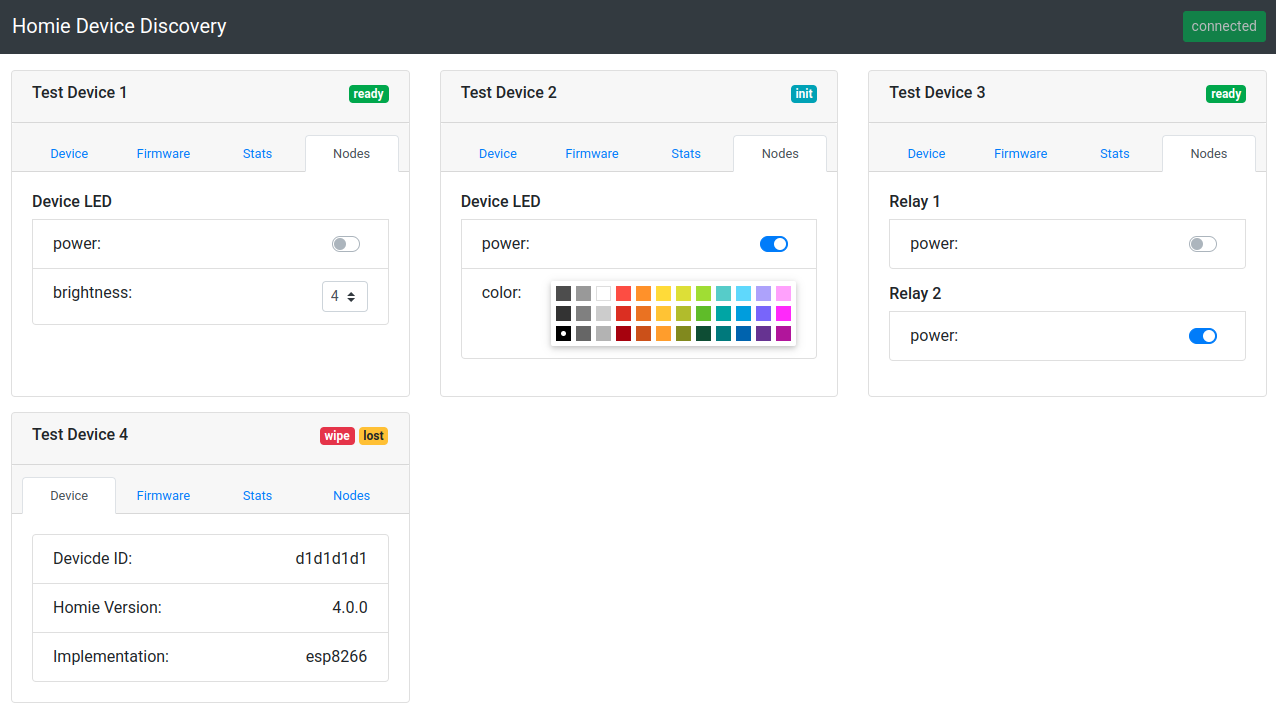 Homie Device Discovery connected
Test Device 1 ready
Device Firmware Stats Nodes
Device LED
power:
brightness: 4
Test Device 2 init
Device Firmware Stats Nodes
Device LED
power:
color:
Test Device 3 ready
Device Firmware Stats Nodes
Relay 1
power:
Relay 2
power:
Test Device 4 wipe lost
Device Firmware Stats Nodes
Devicde ID: d1d1d1d1
Homie Version: 4.0.0
Implementation: esp8266